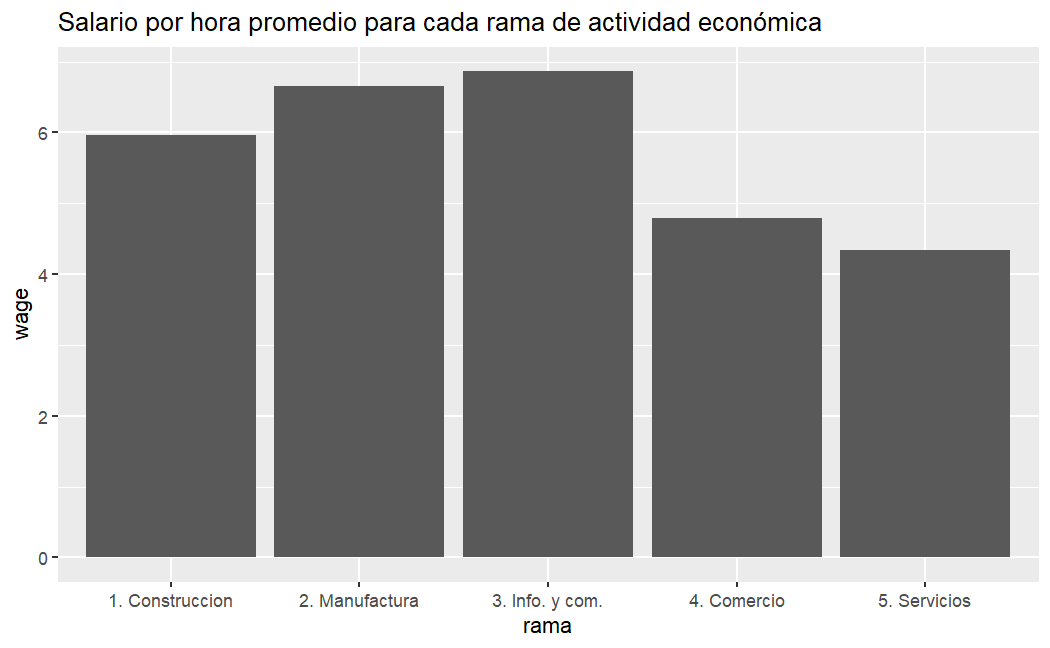 Salario por hora promedio para cada rama de actividad económica
wage
6
4
2
0
1. Construccion
2. Manufactura
3. Info. y com.
4. Comercio
5. Servicios
rama